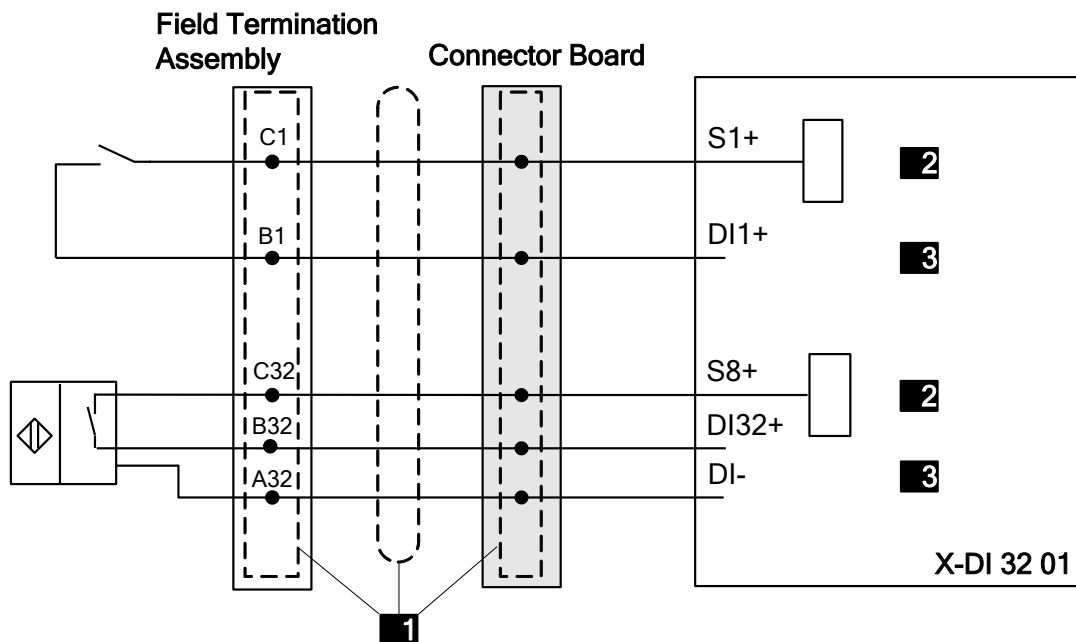 Field Termination
Assembly
Connector Board
C1
S1+
2
B1
DI1+
3
C32
S8+
2
B32
DI32+
A32
DI-
3
X-DI 32 01
1